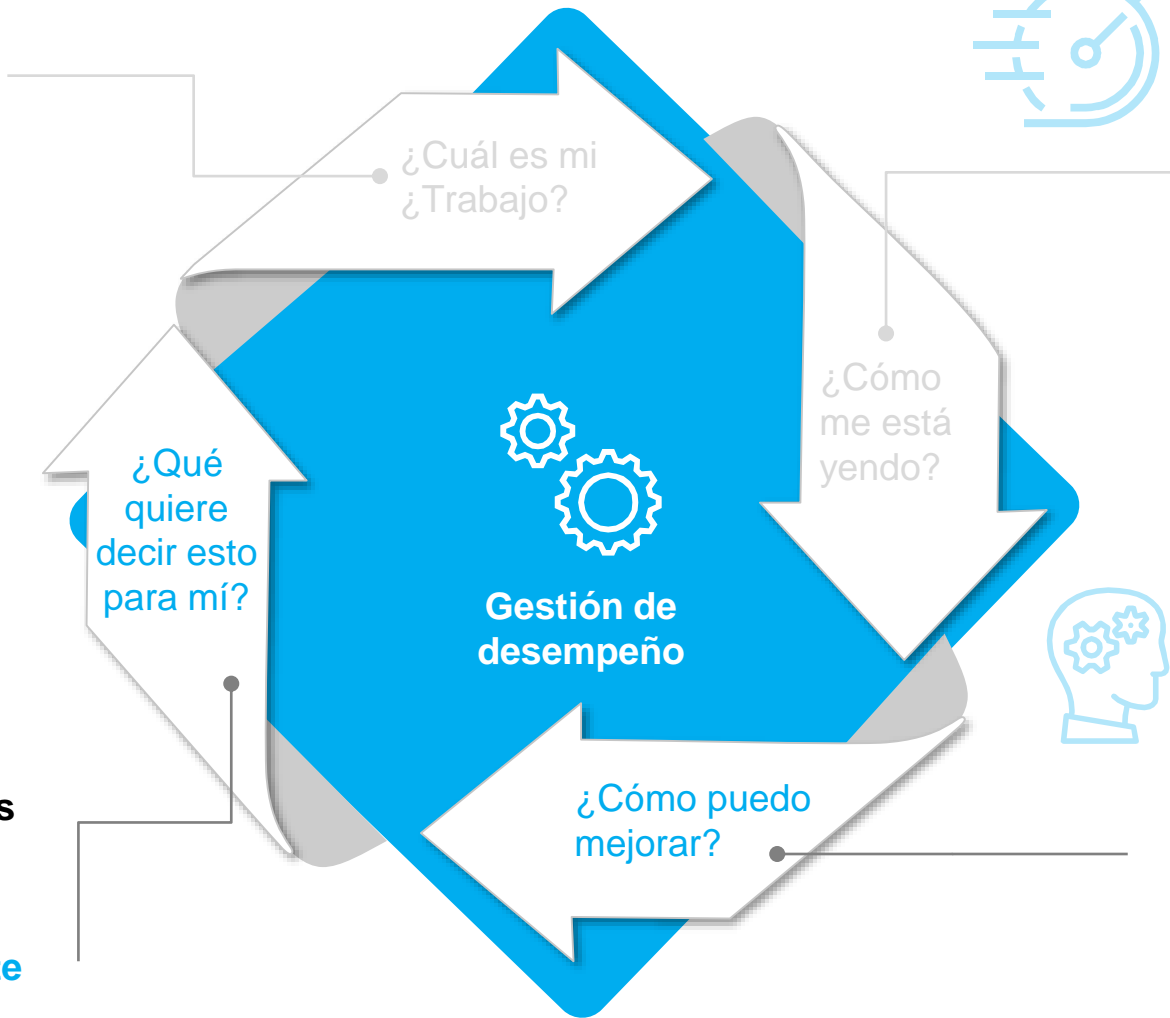 ¿Cuál es mi
¿Trabajo?
¿Cómo
me está
yendo?
¿Qué
quiere
decir esto
para mí?
Gestión de
desempeño
¿Cómo puedo
mejorar?